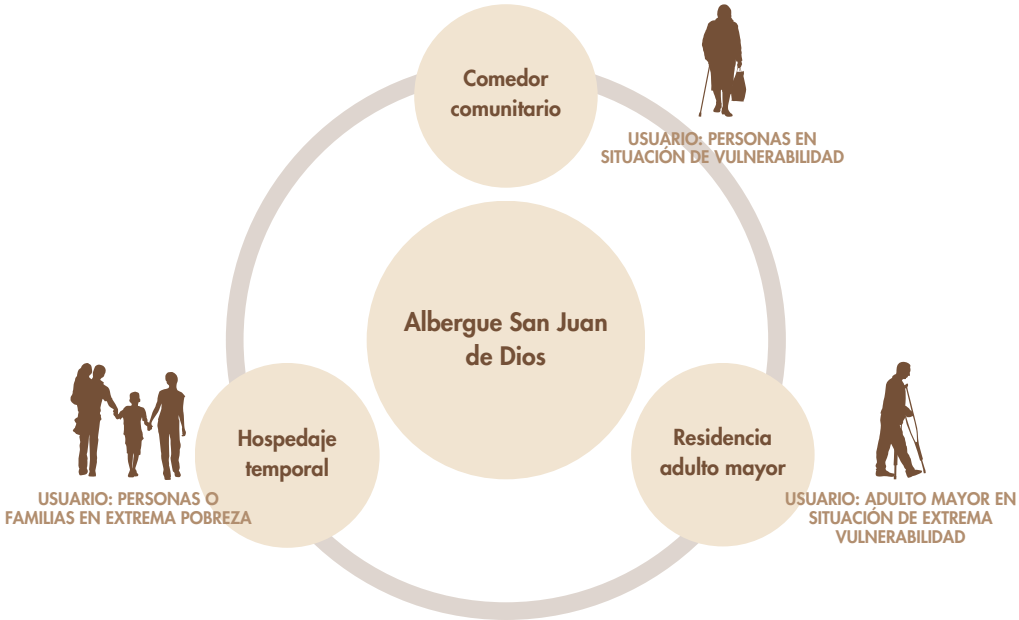 Comedor
comunitario
USUARIO: PERSONAS EN
SITUACIÓN DE VULNERABILIDAD
Albergue San Juan
de Dios
Hospedaje
temporal
USUARIO: PERSONAS O
FAMILIAS EN EXTREMA POBREZA
Residencia
adulto mayor
USUARIO: ADULTO MAYOR EN
SITUACIÓN DE EXTREMA
VULNERABILIDAD